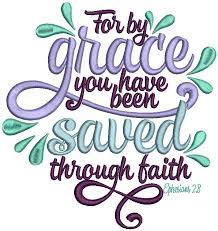 For by
grace
you have
been
saved
through faith
Ephesians 2:8